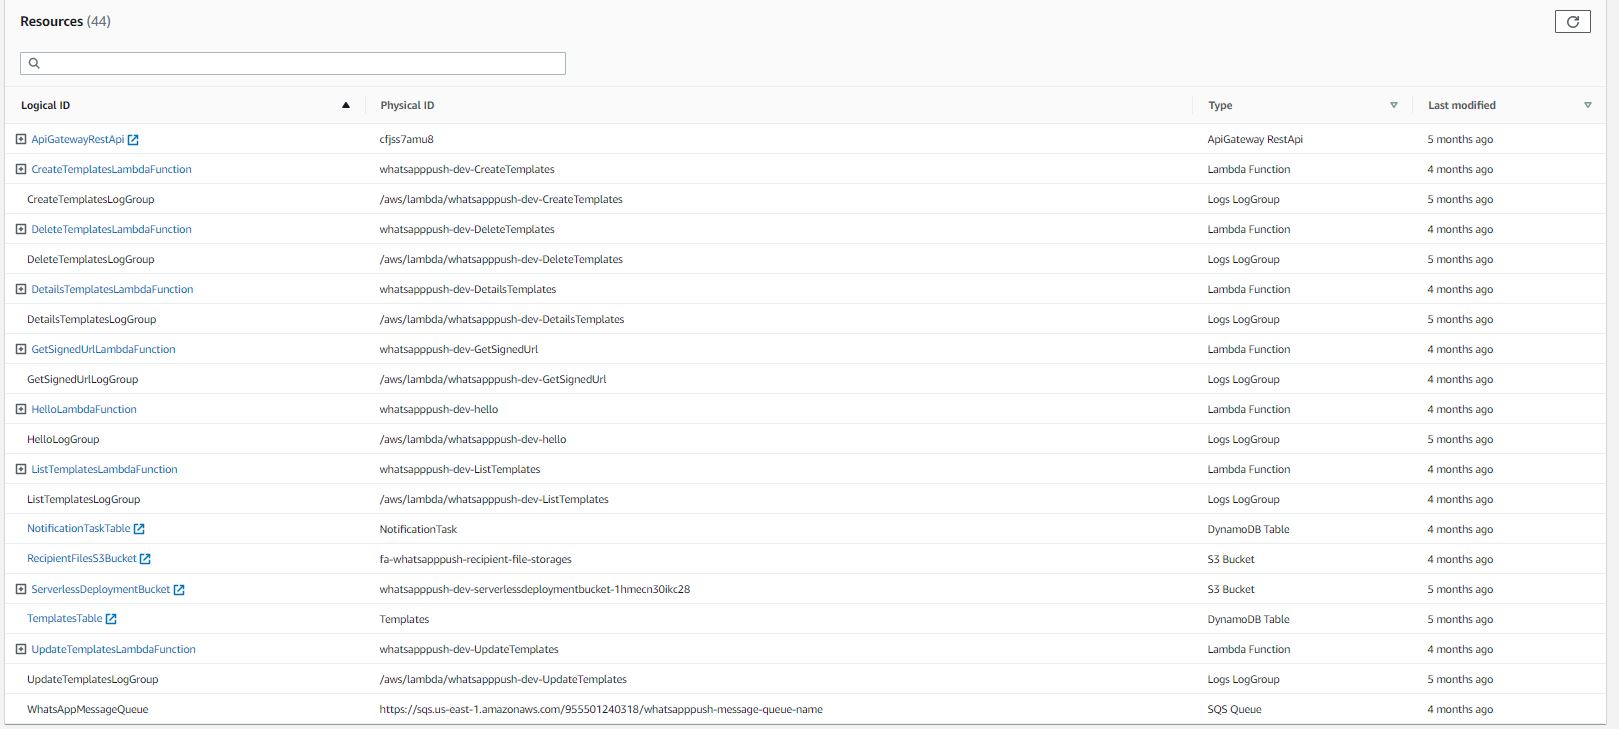 Resources (44)
Logical ID Physical ID Type Last modified
ApiGatewayRestApi cfjss7amu8 ApiGateway RestApi 5 months ago
CreateTemplatesLambdaFunction whatsapppush-dev-CreateTemplates Lambda Function 4 months ago
CreateTemplatesLogGroup /aws/lambda/whatsapppush-dev-CreateTemplates Logs LogGroup 5 months ago
DeleteTemplatesLambdaFunction whatsapppush-dev-DeleteTemplates Lambda Function 4 months ago
DeleteTemplatesLogGroup /aws/lambda/whatsapppush-dev-DeleteTemplates Logs LogGroup 5 months ago
DetailsTemplatesLambdaFunction whatsapppush-dev-DetailsTemplates Lambda Function 4 months ago
DetailsTemplatesLogGroup /aws/lambda/whatsapppush-dev-DetailsTemplates Logs LogGroup 5 months ago
GetSignedUrlLambdaFunction whatsapppush-dev-GetSignedUrl Lambda Function 4 months ago
GetSignedUrlLogGroup /aws/lambda/whatsapppush-dev-GetSignedUrl Logs LogGroup 4 months ago
HelloLambdaFunction whatsapppush-dev-hello Lambda Function 4 months ago
HelloLogGroup /aws/lambda/whatsapppush-dev-hello Logs LogGroup 5 months ago
ListTemplatesLambdaFunction whatsapppush-dev-ListTemplates Lambda Function 4 months ago
ListTemplatesLogGroup /aws/lambda/whatsapppush-dev-ListTemplates Logs LogGroup 4 months ago
NotificationTaskTable NotificationTask DynamoDB Table 4 months ago
RecipientFilesS3Bucket fa-whatsapppush-recipient-file-storages S3 Bucket 4 months ago
ServerlessDeploymentBucket whatsapppush-dev-serverlessdeploymentbucket-1hmecn30ikc28 S3 Bucket 5 months ago
TemplatesTable Templates DynamoDB Table 5 months ago
UpdateTemplatesLambdaFunction whatsapppush-dev-UpdateTemplates Lambda Function 4 months ago
UpdateTemplatesLogGroup /aws/lambda/whatsapppush-dev-UpdateTemplates Logs LogGroup 5 months ago
WhatsAppMessageQueue https://sqs.us-east-1.amazonaws.com/955501240318/whatsapppush-message-queue-name SQS Queue 4 months ago